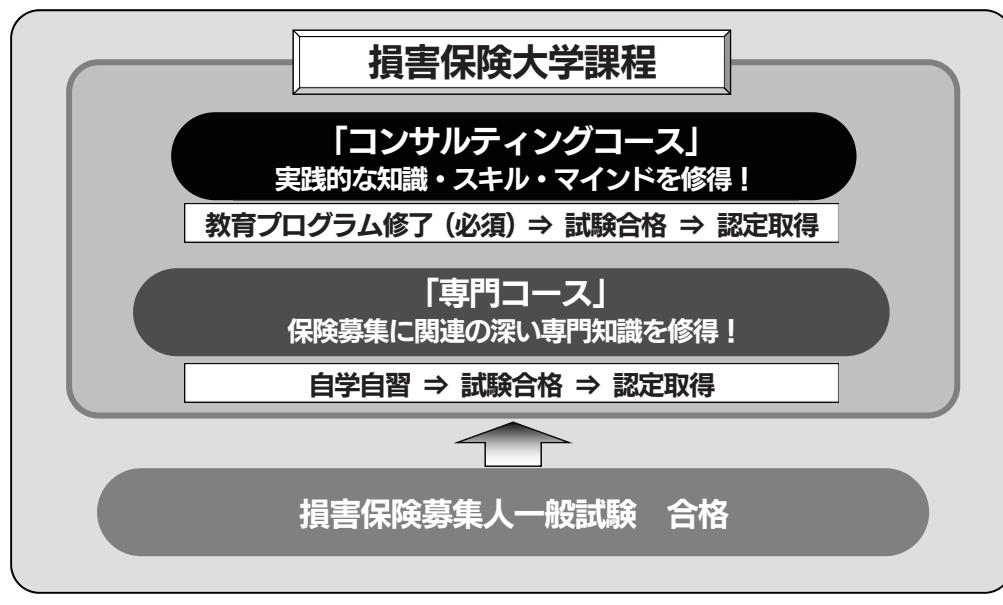 損害保険大学課程
「コンサルティングコース」
実践的な知識・スキル・マインドを修得！
教育プログラム修了（必須）⇒ 試験合格 ⇒ 認定取得
「専門コース」
保険募集に関連の深い専門知識を修得！
自学自習 ⇒ 試験合格 ⇒ 認定取得
損害保険募集人一般試験　合格